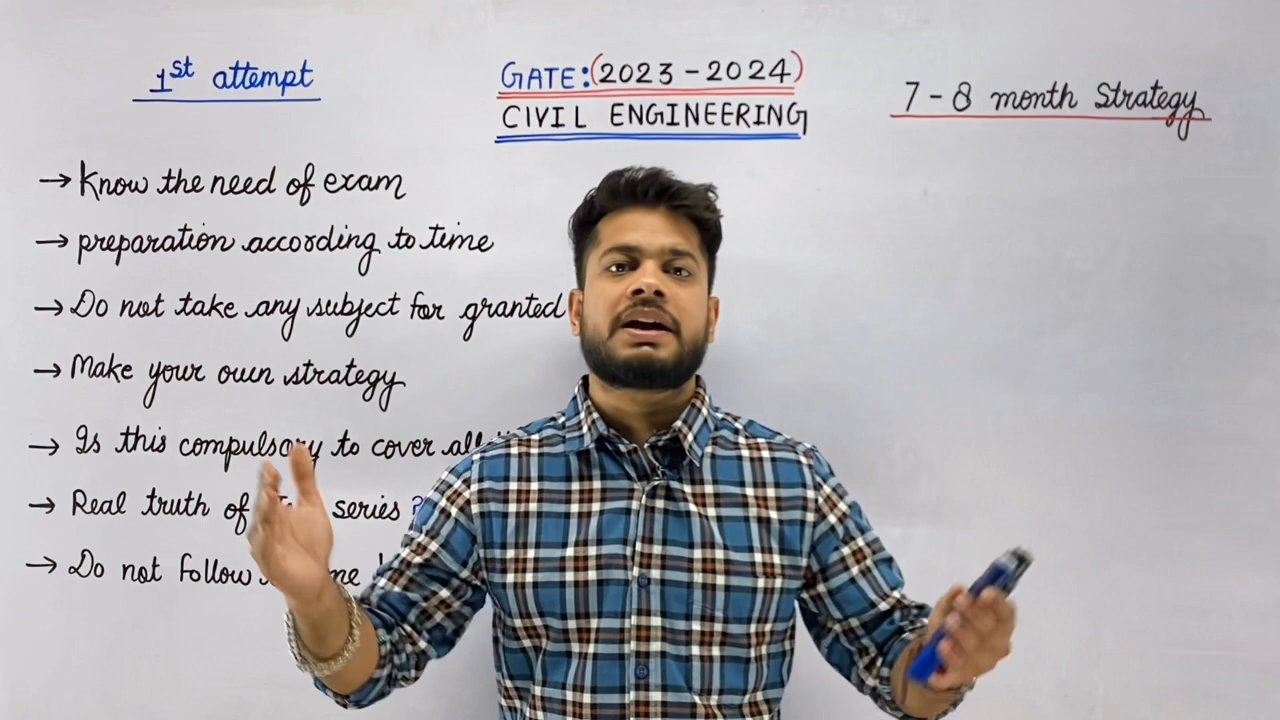 1st attempt
GATE:(2023-2024)
CIVIL ENGINEERING
7-8 month Strategy
→ Know the need of exam
→ preparation according to time
→ Do not take any subject for granted
→ Make your own strategy
→ Is this compulsory to cover all
→ Real truth of series ?
→ Do not follow